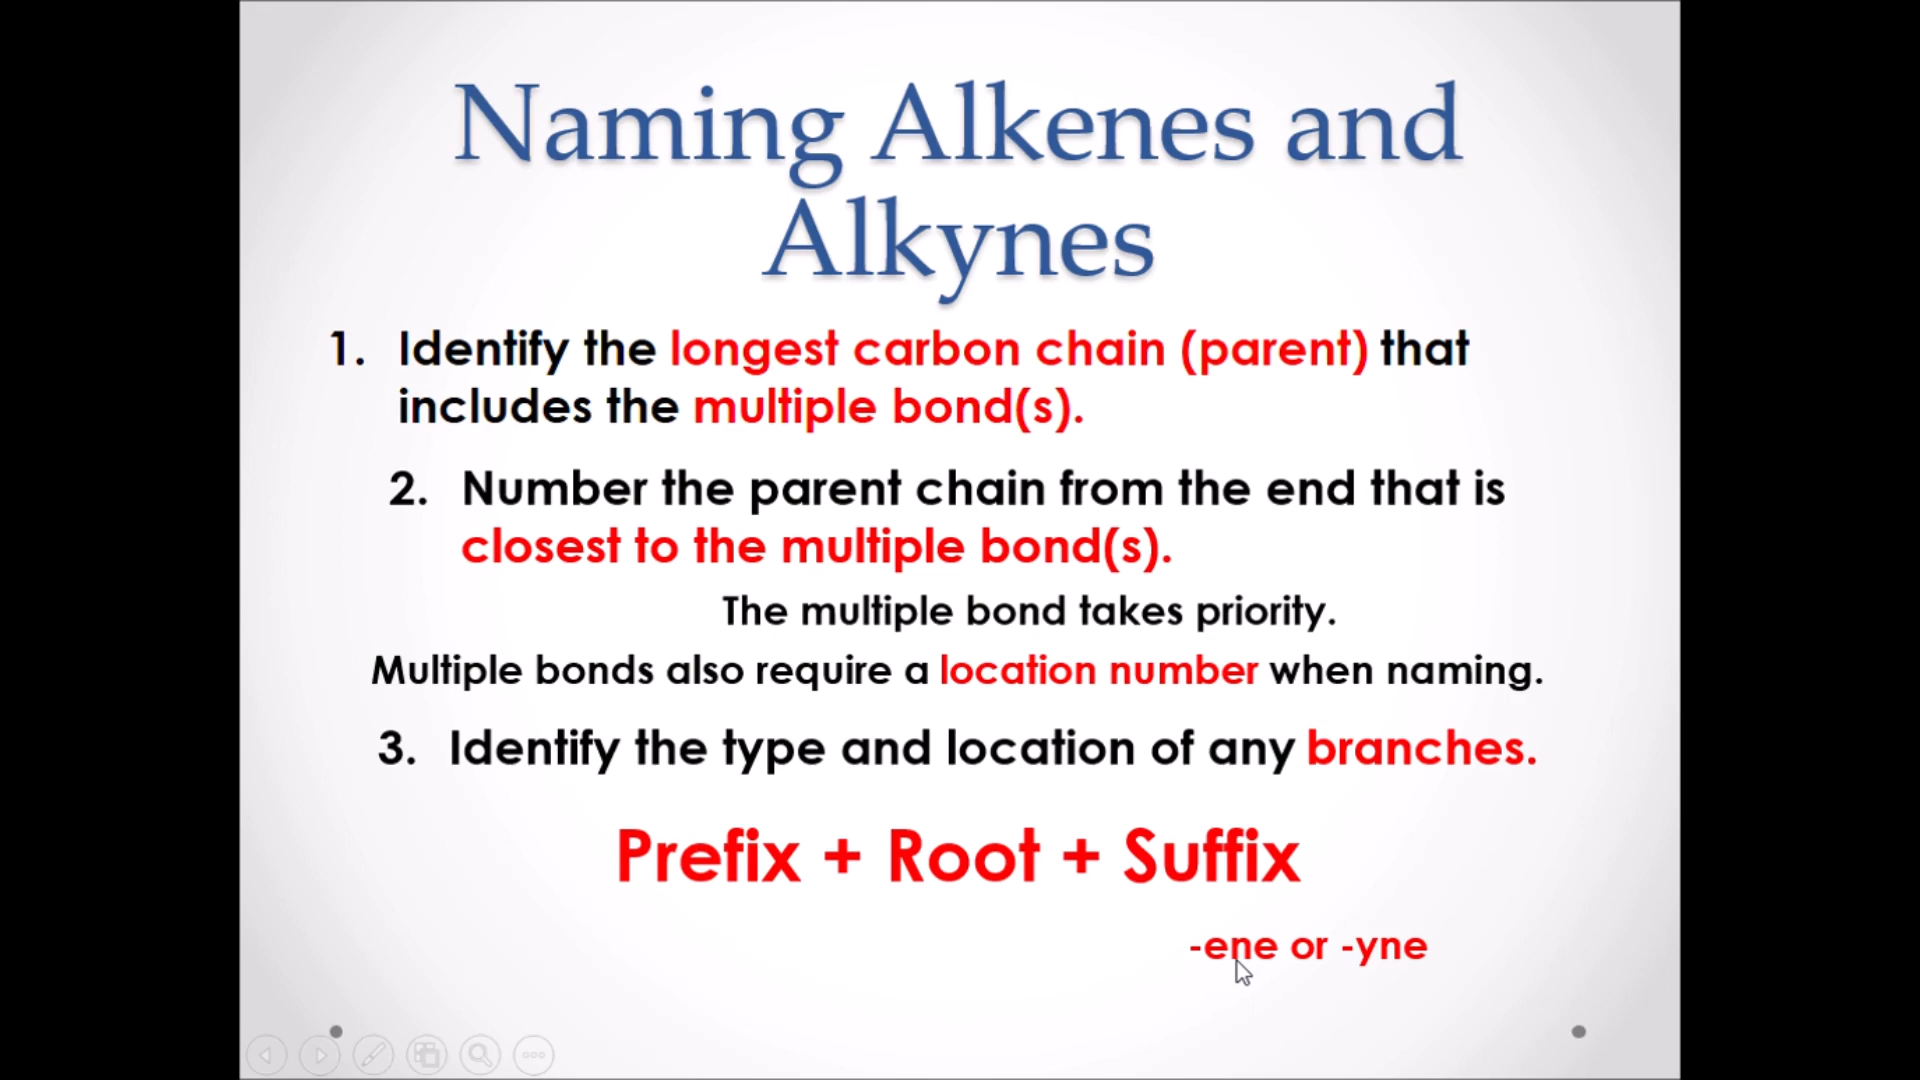 Naming Alkenes and
Alkynes
1. Identify the longest carbon chain (parent) that
includes the multiple bond(s).
2. Number the parent chain from the end that is
closest to the multiple bond(s).
The multiple bond takes priority.
Multiple bonds also require a location number when naming.
3. Identify the type and location of any branches.
Prefix + Root + Suffix
-ene or -yne